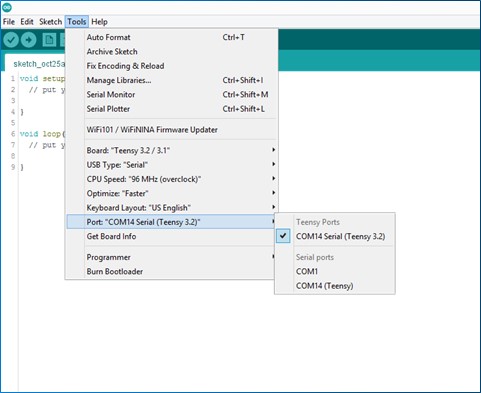 File Edit Sketch Tools Help
sketch_oct25a
Auto Format Ctrl+T
Archive Sketch
Fix Encoding & Reload
Manage Libraries... Ctrl+Shift+I
Serial Monitor Ctrl+Shift+M
Serial Plotter Ctrl+Shift+L
WiFi101 / WiFiNINA Firmware Updater
Board: "Teensy 3.2 / 3.1"
USB Type: "Serial"
CPU Speed: "96 MHz (overclock)"
Optimize: "Faster"
Keyboard Layout: "US English"
Port: "COM14 Serial (Teensy 3.2)"
Get Board Info
Programmer
Burn Bootloader
Teensy Ports
COM14 Serial (Teensy 3.2)
Serial ports
COM1
COM14 (Teensy)
1 void setup
2 // put y
3
4 }
5
6 void loop(
7 // put y
8
9 }